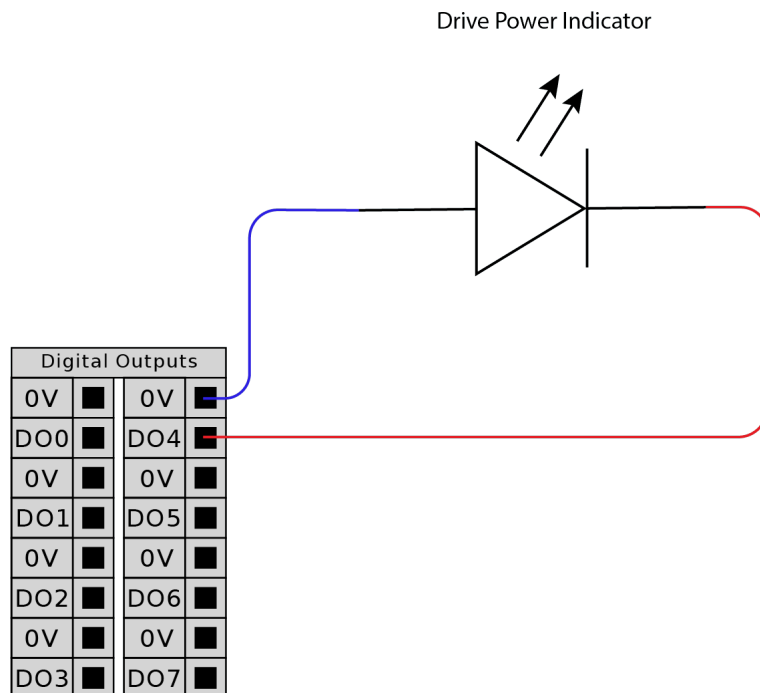 Drive Power Indicator
Digital Outputs
0V 0V
DO0 DO4
0V 0V
DO1 DO5
0V 0V
DO2 DO6
0V 0V
DO3 DO7